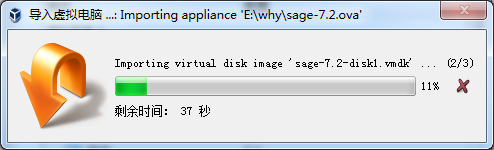 导入虚拟电脑 ...: Importing appliance 'E:\why\sage-7.2.ova'
Importing virtual disk image 'sage-7.2-disk1.vmdk' ... (2/3)
11%
剩余时间： 37 秒